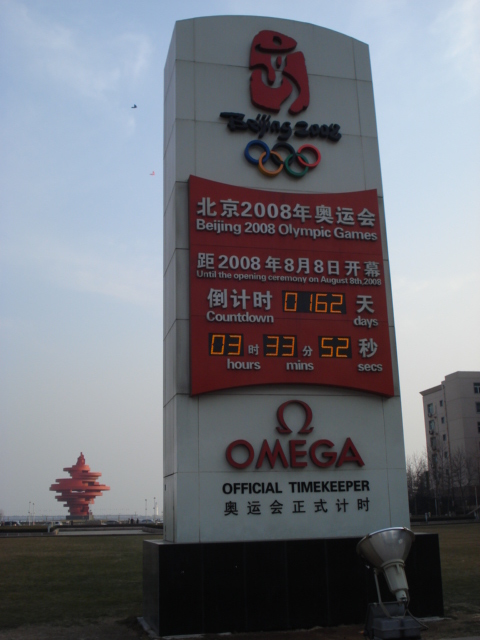 Beijing 2008
北京2008年奥运会
Beijing 2008 Olympic Games
距2008年8月8日开幕
Until the opening ceremony on August 8th,2008
倒计时 0162 天
Countdown days
03 时 33 分 52 秒
hours mins secs
Ω
OMEGA
OFFICIAL TIMEKEEPER
奥运会正式计时